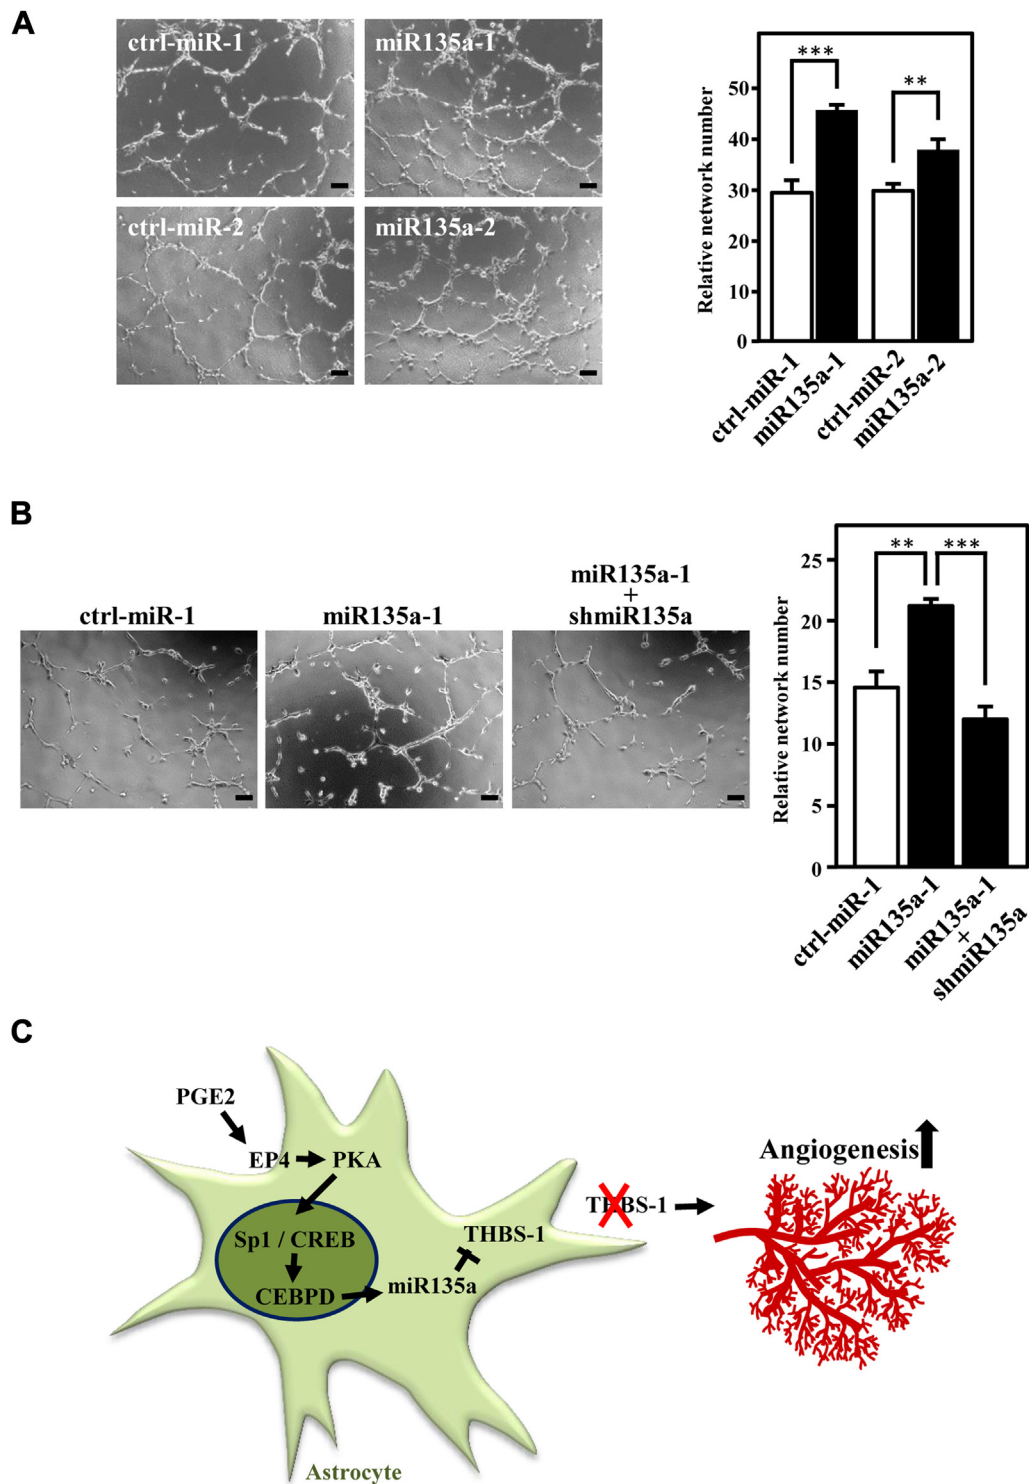 A
ctrl-miR-1
miR135a-1
ctrl-miR-2
miR135a-2
Relative network number
50
40
30
20
10
0
***
**
ctrl-miR-1
miR135a-1
ctrl-miR-2
miR135a-2
B
ctrl-miR-1
miR135a-1
miR135a-1
+
shmiR135a
Relative network number
25
20
15
10
5
0
** ***
ctrl-miR-1
miR135a-1
miR135a-1
+
shmiR135a
C
PGE2
EP4
PKA
Sp1 / CREB
CEBPD
miR135a
THBS-1
THBS-1
Angiogenesis
Astrocyte